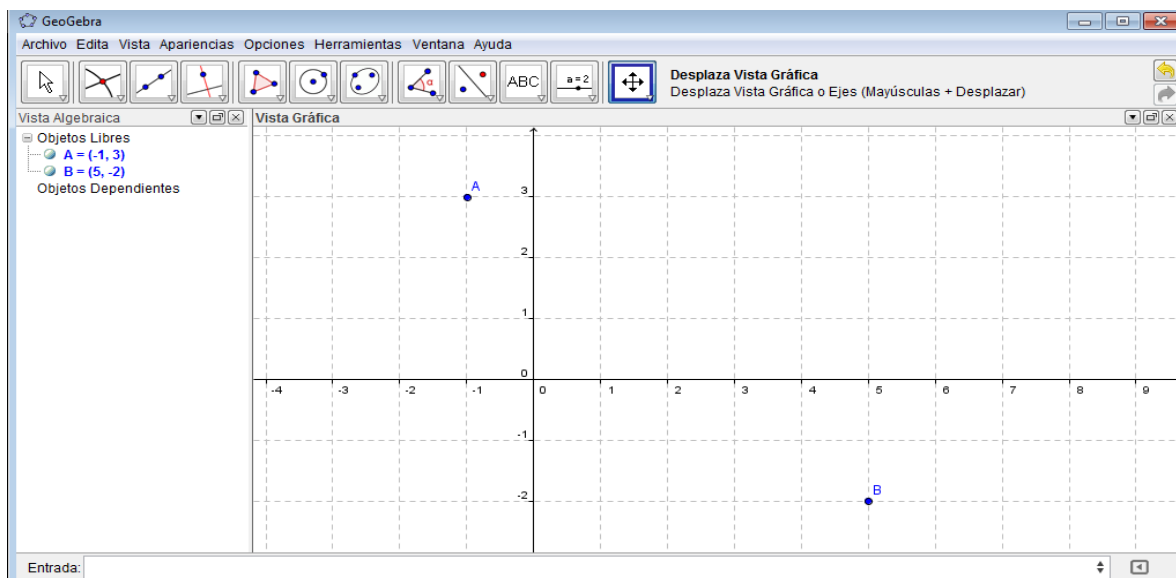 GeoGebra
Archivo Edita Vista Apariencias Opciones Herramientas Ventana Ayuda
ABC
a = 2
α
Desplaza Vista Gráfica
Desplaza Vista Gráfica o Ejes (Mayúsculas + Desplazar)
Vista Algebraica
Vista Gráfica
Objetos Libres
A = (-1, 3)
B = (5, -2)
Objetos Dependientes
A
3
2
1
0
-4 -3 -2 -1 0 1 2 3 4 5 6 7 8 9
-1
-2
B
Entrada: